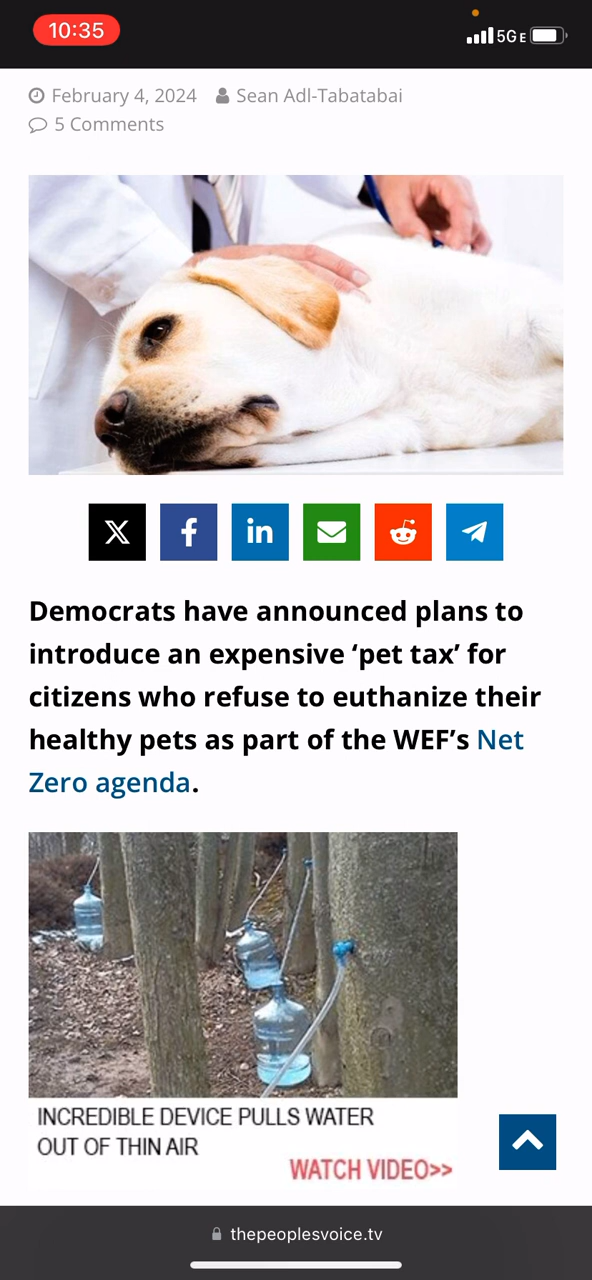 10:35 5GE
February 4, 2024 Sean Adl-Tabatabai
5 Comments
X f in
Democrats have announced plans to
introduce an expensive ‘pet tax’ for
citizens who refuse to euthanize their
healthy pets as part of the WEF’s Net
Zero agenda.
INCREDIBLE DEVICE PULLS WATER
OUT OF THIN AIR
WATCH VIDEO>>
thepeoplesvoice.tv